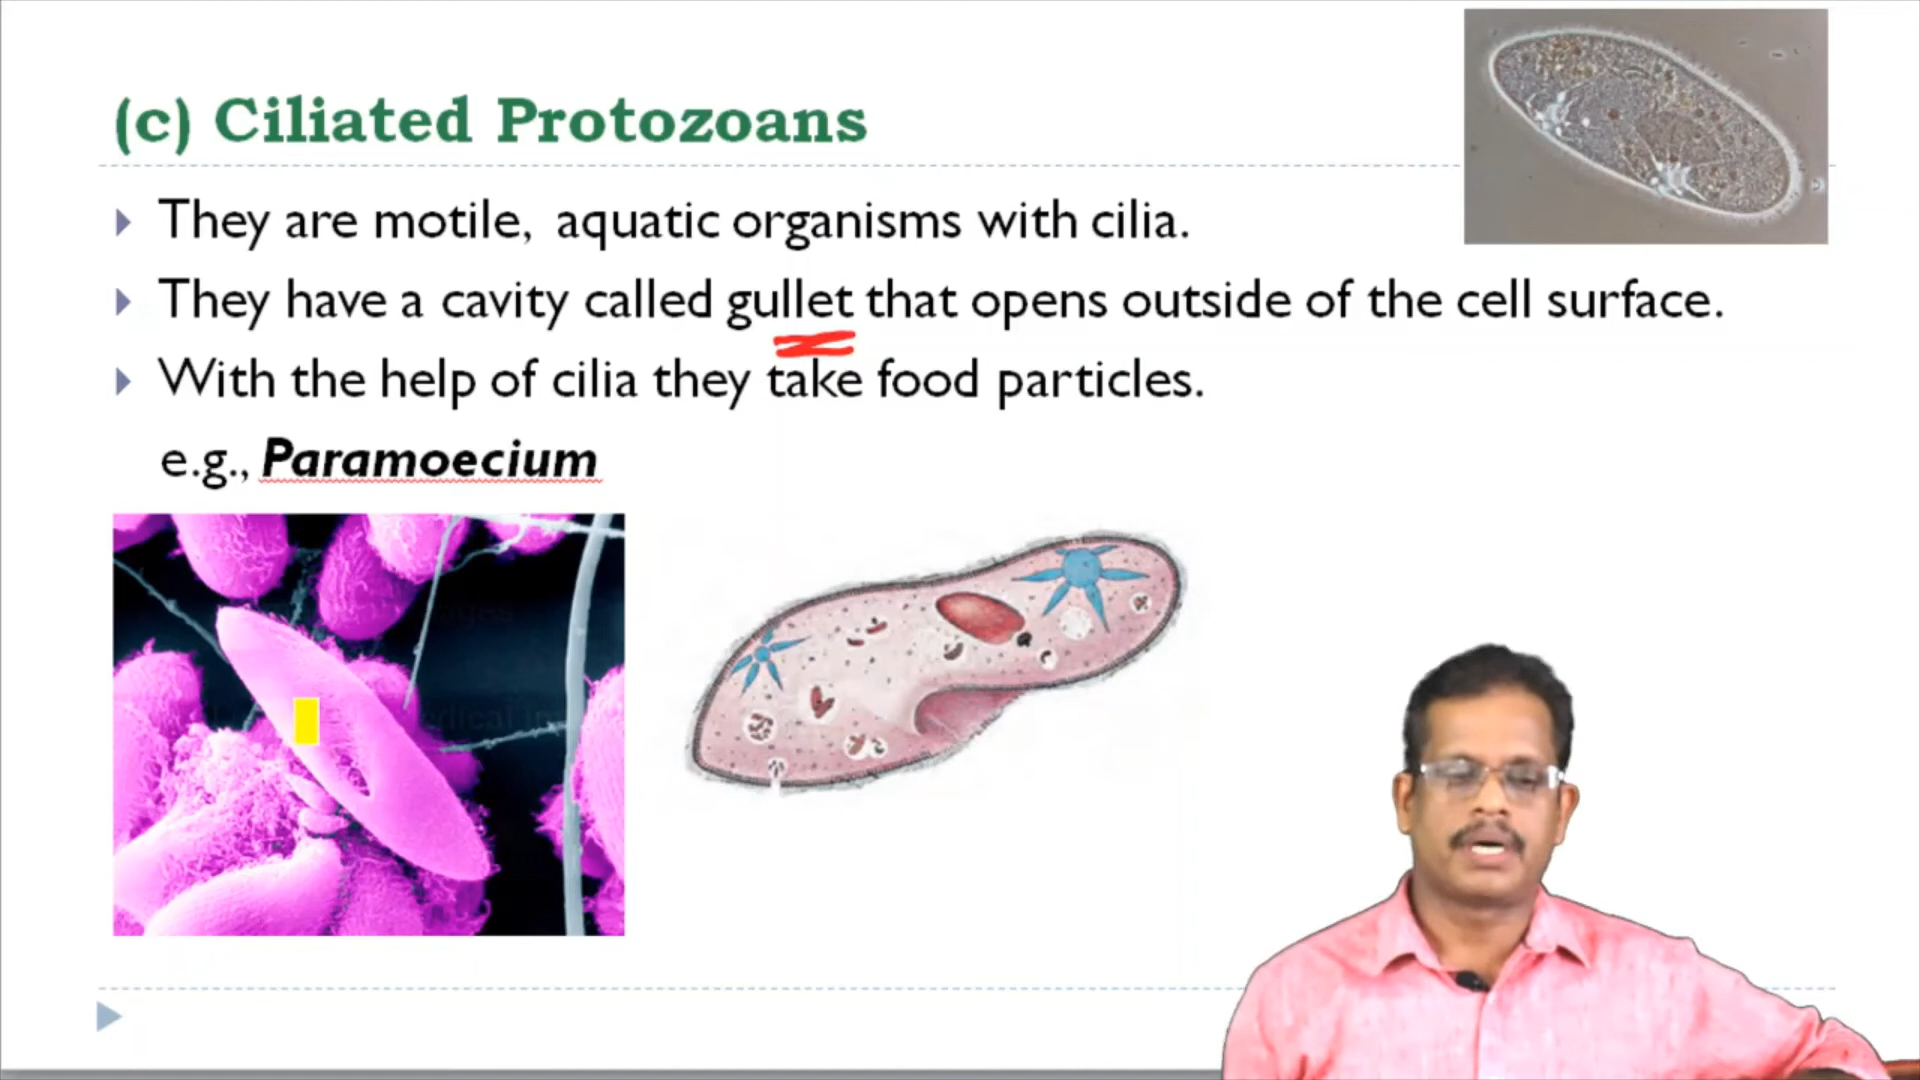 (c) Ciliated Protozoans
They are motile, aquatic organisms with cilia.
They have a cavity called gullet that opens outside of the cell surface.
With the help of cilia they take food particles.
e.g., Paramoecium